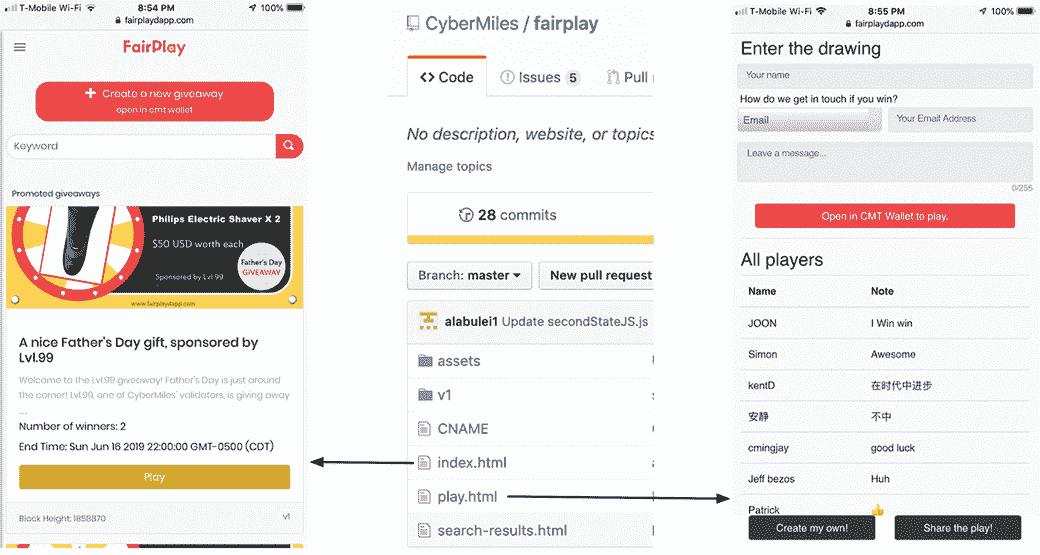 T-Mobile Wi-Fi 8:54 PM 100%
fairplaydapp.com
FairPlay
+ Create a new giveaway
open in cmt wallet
Keyword
Promoted giveaways
Philips Electric Shaver X 2
$50 USD worth each
Father's Day
GIVEAWAY
Sponsored by Lvl 99
www.fairplaydapp.com
A nice Father's Day gift, sponsored by
Lvl.99
Welcome to the Lvl.99 giveaway! Father's Day is just around
the corner! Lvl.99, one of CyberMiles' validators, is giving away
....
Number of winners: 2
End Time: Sun Jun 16 2019 22:00:00 GMT-0500 (CDT)
Play
Block Height: 1858870 v1
CyberMiles / fairplay
Code Issues 5 Pull
No description, website, or topics
Manage topics
28 commits
Branch: master New pull request
alabulei1 Update secondStateJS.js
assets
v1
CNAME
index.html
play.html
search-results.html
T-Mobile Wi-Fi 8:55 PM 100%
fairplaydapp.com
Enter the drawing
Your name
How do we get in touch if you win?
Email Your Email Address
Leave a message...
0/255
Open in CMT Wallet to play.
All players
Name Note
JOON I Win win
Simon Awesome
kentD 在时代中进步
安静 不中
cmingjay good luck
Jeff bezos Huh
Patrick 👍
Create my own! Share the play!